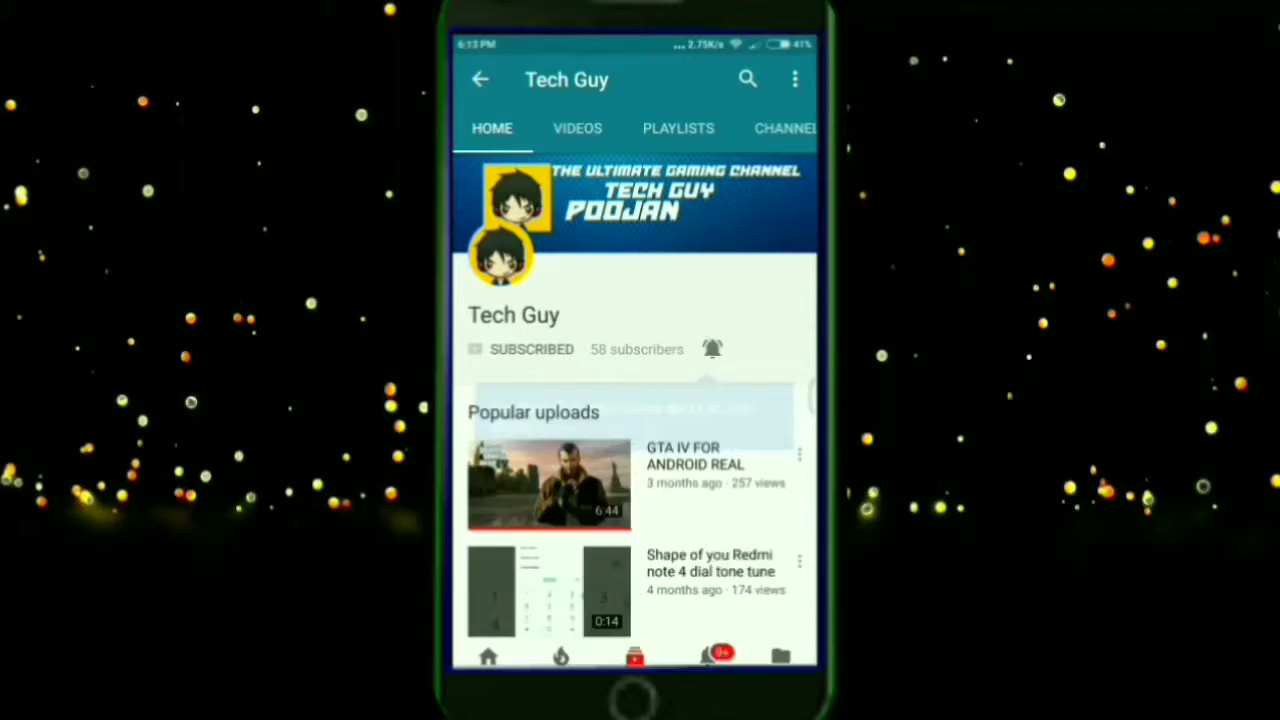 6:13 PM
... 2.75K/s 41%
Tech Guy
HOME VIDEOS PLAYLISTS CHANNEL
THE ULTIMATE GAMING CHANNEL
TECH GUY
POOJAN
Tech Guy
SUBSCRIBED 58 subscribers
Popular uploads
GTA IV FOR
ANDROID REAL
3 months ago · 257 views
6:44
Shape of you Redmi
note 4 dial tone tune
4 months ago · 174 views
0:14
9+